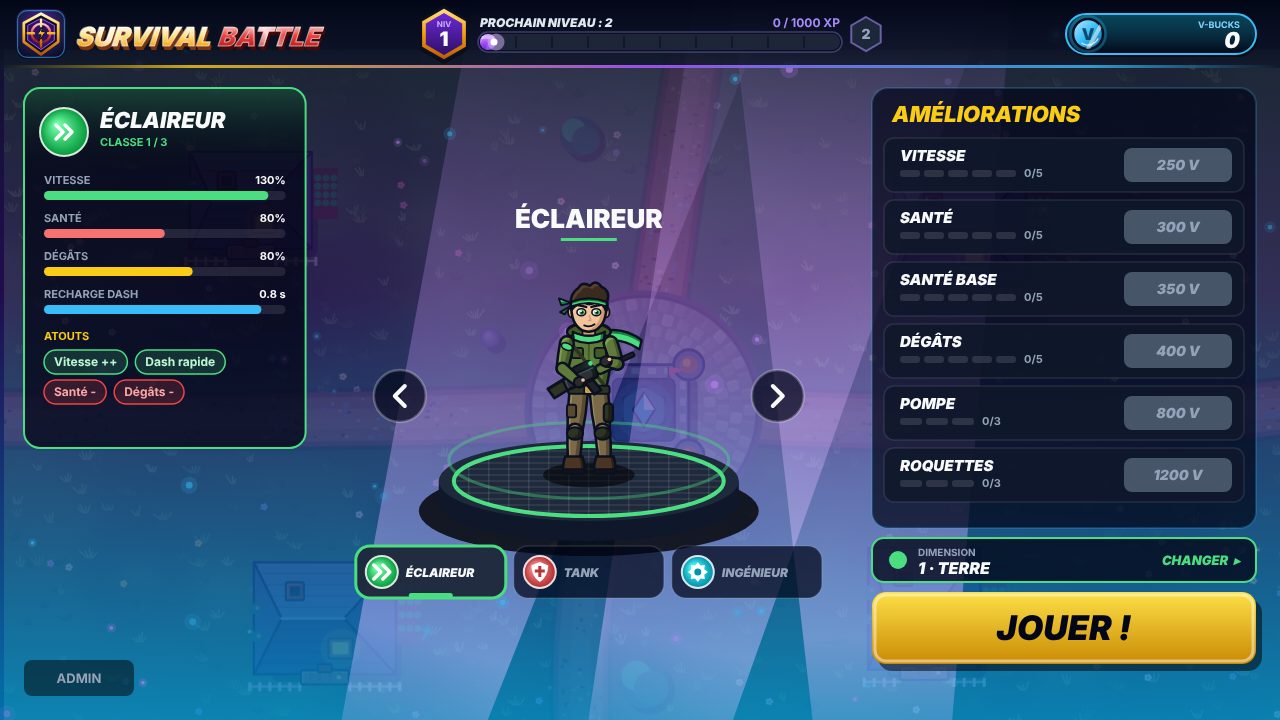 SURVIVAL BATTLE
NIV
1
PROCHAIN NIVEAU : 2
0 / 1000 XP
2
V
V-BUCKS
0
ÉCLAIREUR
CLASSE 1 / 3
VITESSE 130%
SANTÉ 80%
DÉGÂTS 80%
RECHARGE DASH 0.8 s
ATOUTS
Vitesse ++ Dash rapide
Santé - Dégâts -
ÉCLAIREUR
ÉCLAIREUR
TANK
INGÉNIEUR
AMÉLIORATIONS
VITESSE
0/5
250 V
SANTÉ
0/5
300 V
SANTÉ BASE
0/5
350 V
DÉGÂTS
0/5
400 V
POMPE
0/3
800 V
ROQUETTES
0/3
1200 V
DIMENSION
1 · TERRE
CHANGER ▸
JOUER !
ADMIN